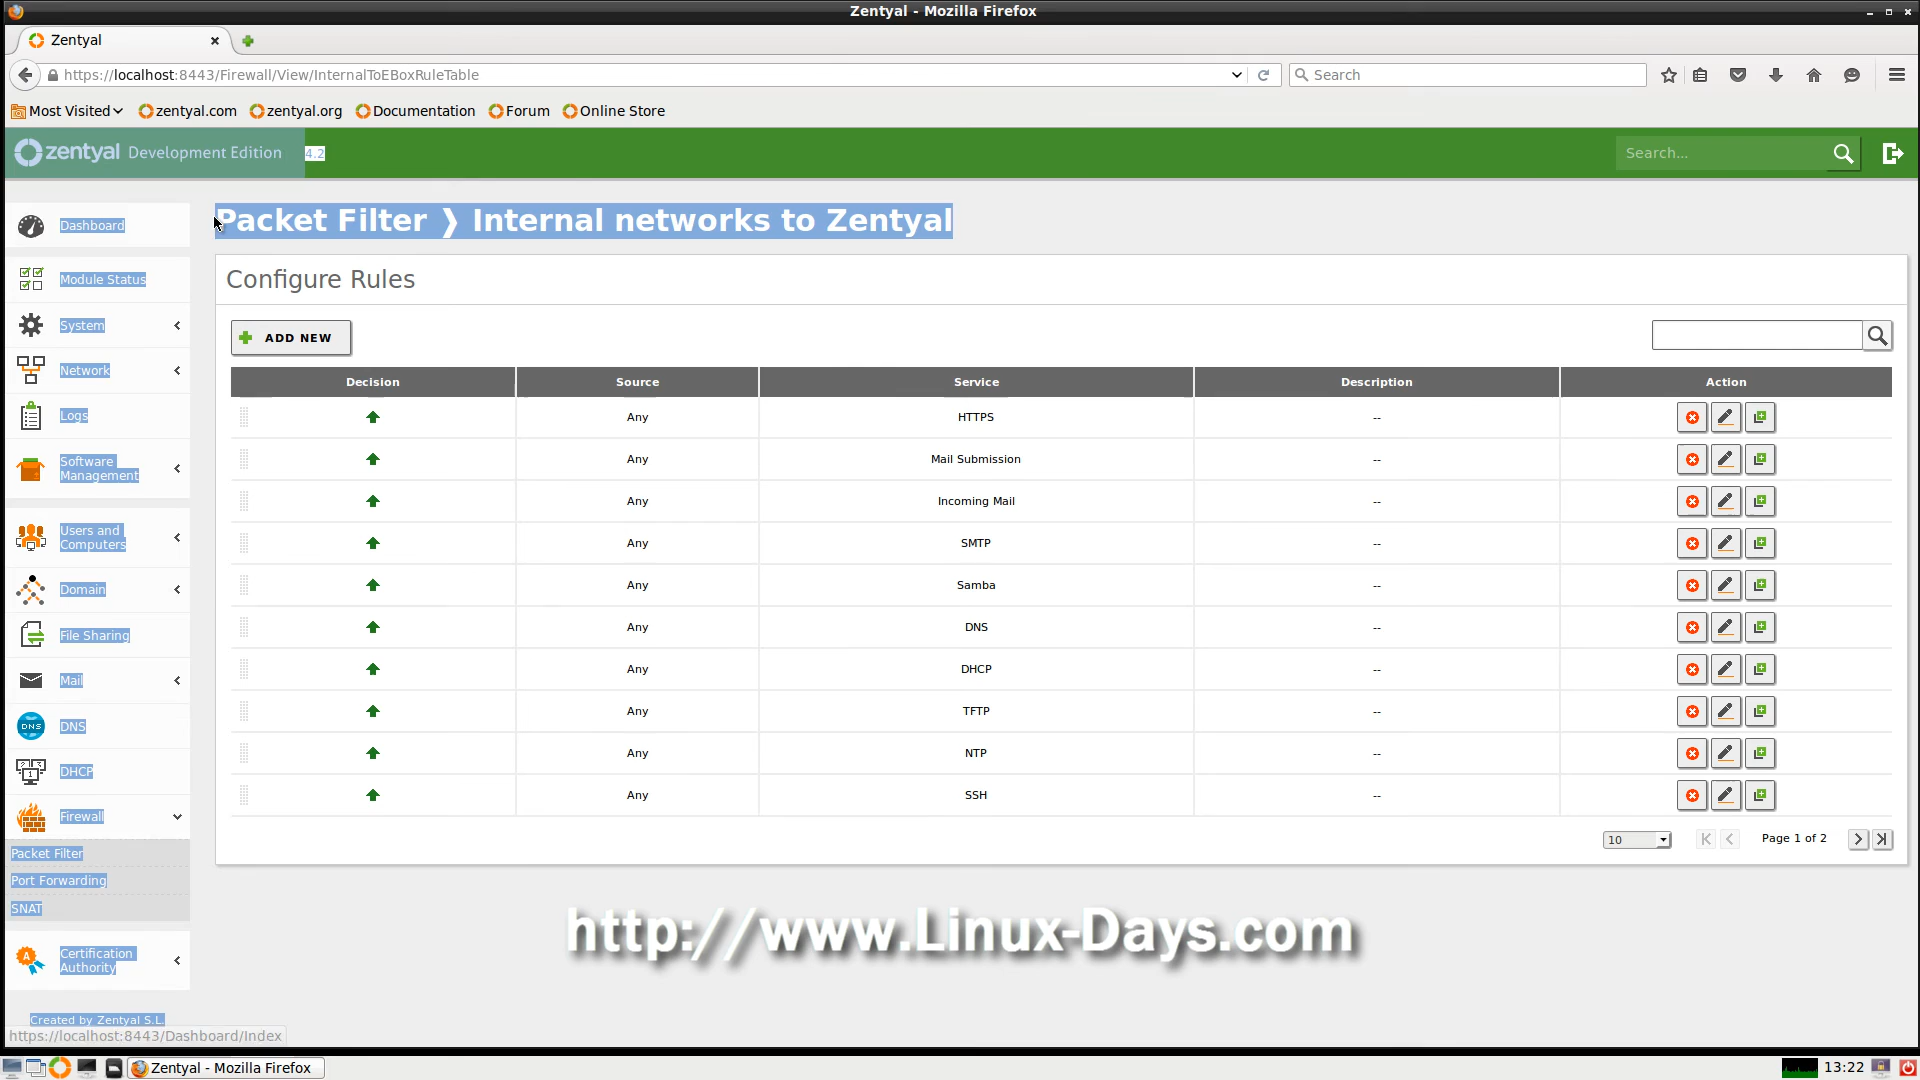 Zentyal - Mozilla Firefox
Zentyal
https://localhost:8443/Firewall/View/InternalToEBoxRuleTable
Search
Most Visited
zentyal.com
zentyal.org
Documentation
Forum
Online Store
zentyal Development Edition 4.2
Search...
Dashboard
Module Status
System
Network
Logs
Software
Management
Users and
Computers
Domain
File Sharing
Mail
DNS
DNS
DHCP
Firewall
Packet Filter
Port Forwarding
SNAT
Certification
Authority
Created by Zentyal S.L.
https://localhost:8443/Dashboard/Index
Packet Filter ❭ Internal networks to Zentyal
Configure Rules
ADD NEW
Decision Source Service Description Action
Any HTTPS --
Any Mail Submission --
Any Incoming Mail --
Any SMTP --
Any Samba --
Any DNS --
Any DHCP --
Any TFTP --
Any NTP --
Any SSH --
10 Page 1 of 2
http://www.Linux-Days.com
Zentyal - Mozilla Firefox
13:22